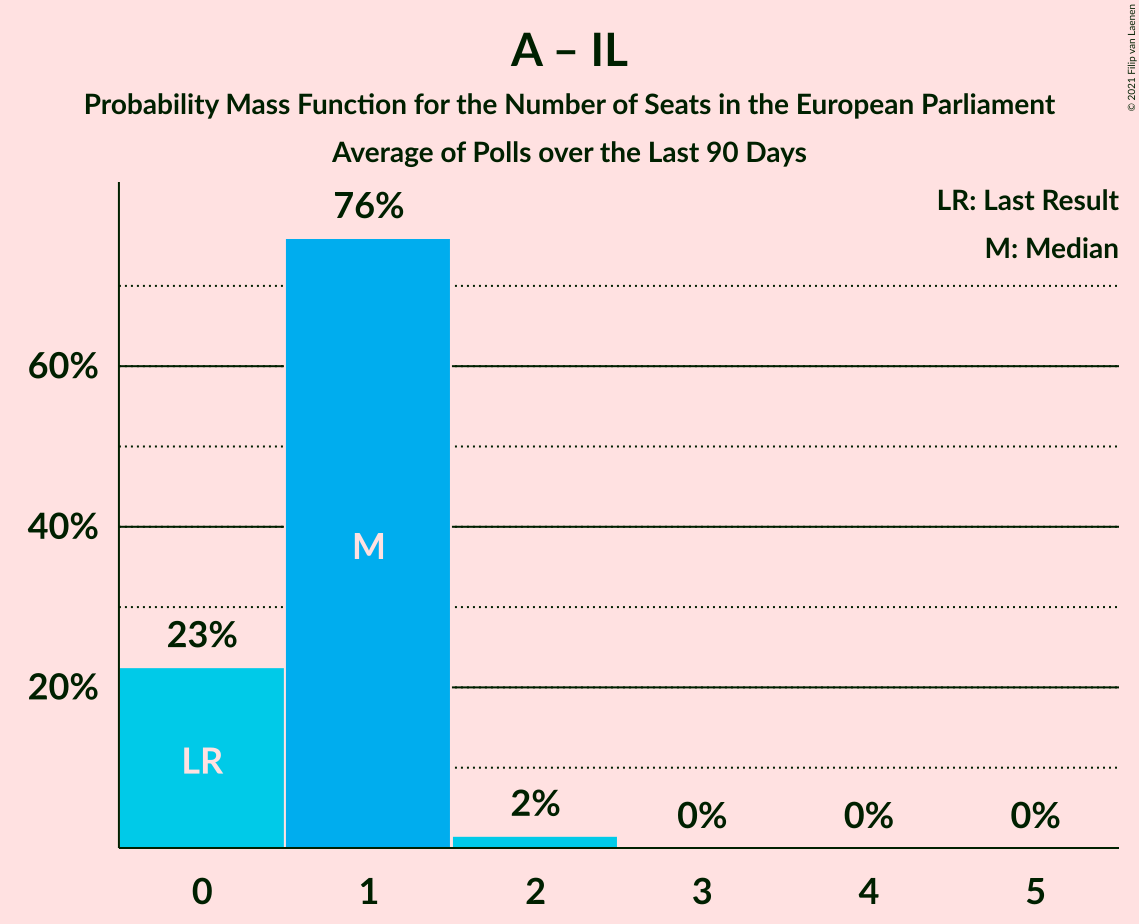 A – IL
Probability Mass Function for the Number of Seats in the European Parliament
Average of Polls over the Last 90 Days
© 2021 Filip van Laenen
LR: Last Result
M: Median
76%
60%
40%
M
23%
20%
LR
2%
0%
0%
0%
0 1 2 3 4 5